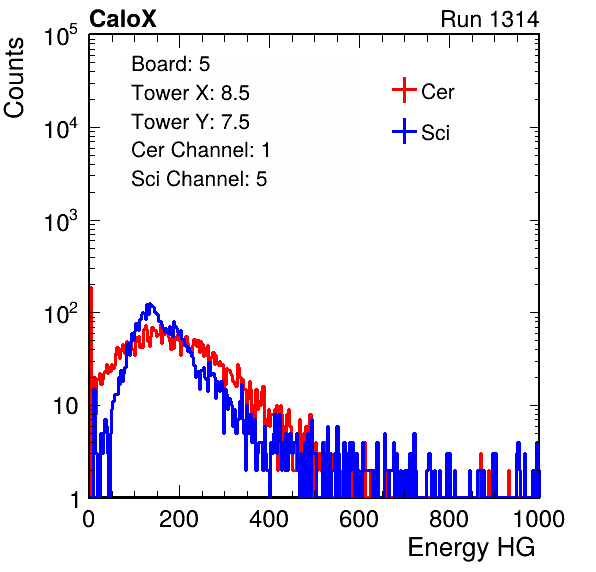 CaloX Run 1314
Counts
Board: 5
Tower X: 8.5
Tower Y: 7.5
Cer Channel: 1
Sci Channel: 5
Cer
Sci
10^5
10^4
10^3
10^2
10
1
0 200 400 600 800 1000
Energy HG